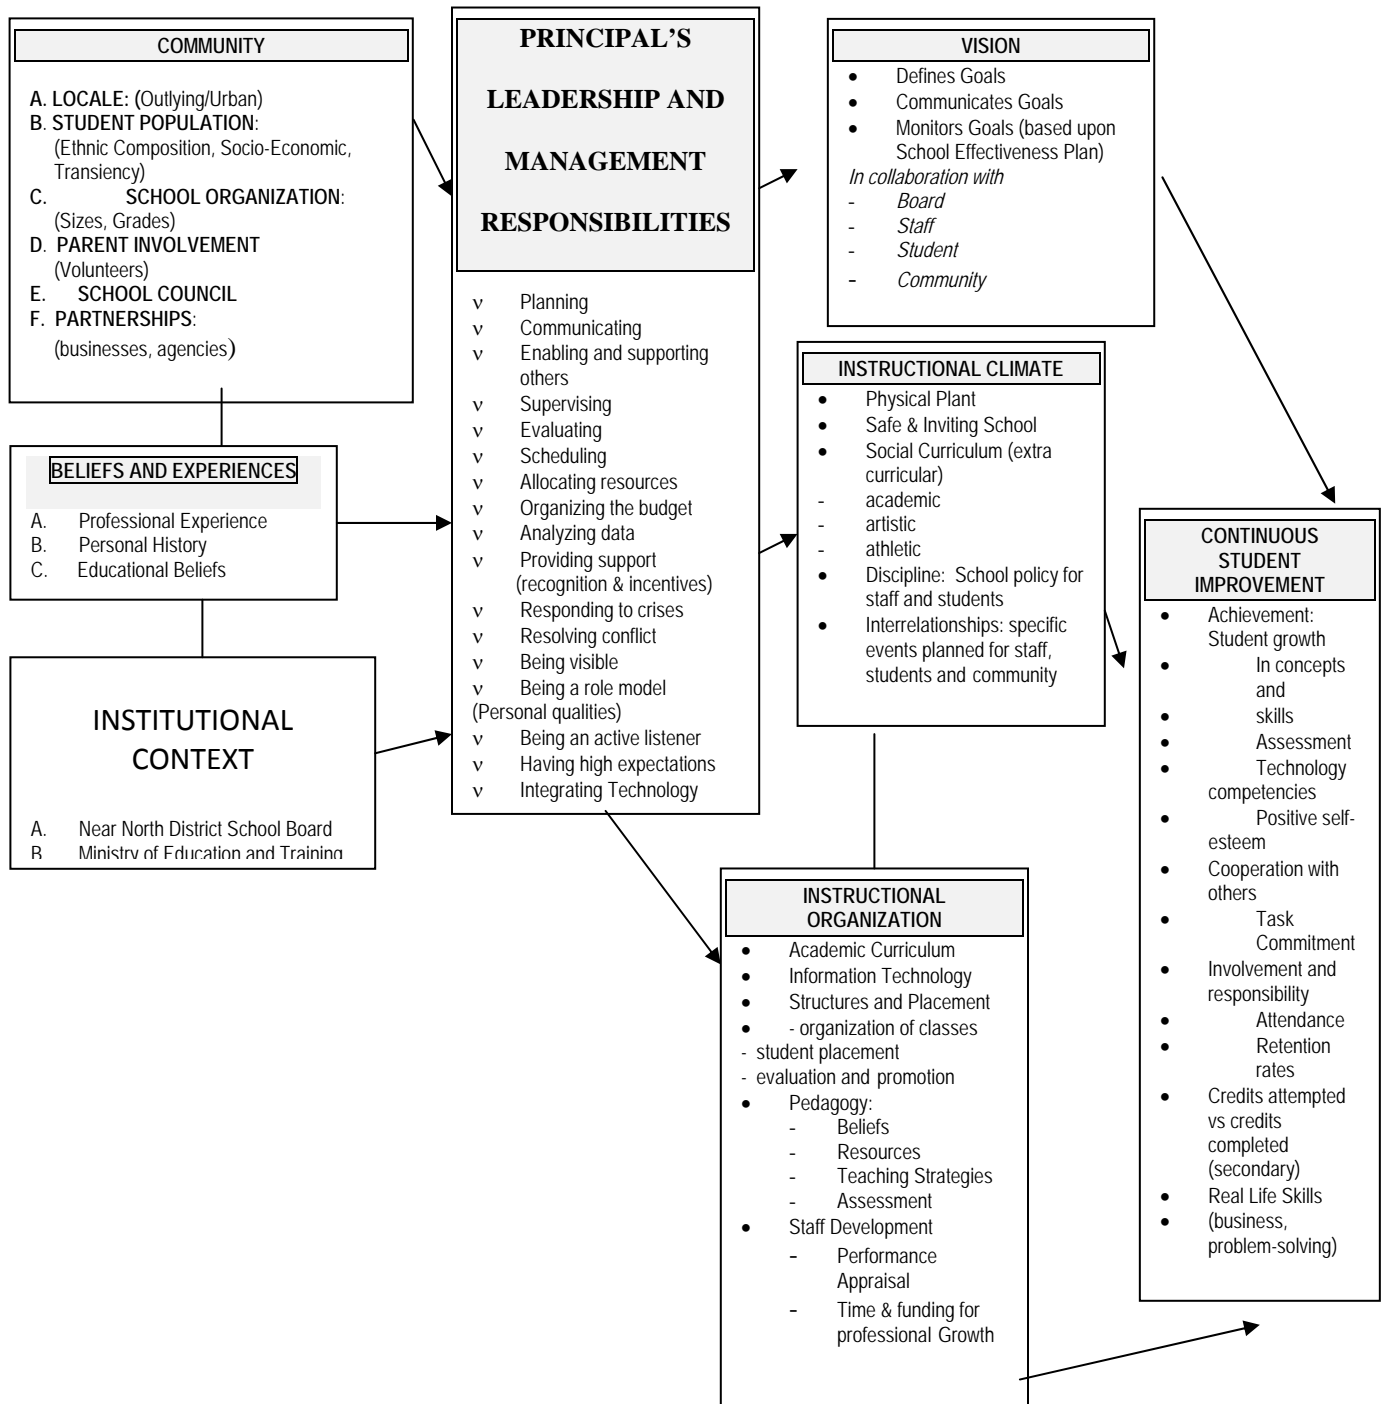 COMMUNITY
A. LOCALE: (Outlying/Urban)
B. STUDENT POPULATION:
(Ethnic Composition, Socio-Economic,
Transiency)
C. SCHOOL ORGANIZATION:
(Sizes, Grades)
D. PARENT INVOLVEMENT
(Volunteers)
E. SCHOOL COUNCIL
F. PARTNERSHIPS:
(businesses, agencies)
BELIEFS AND EXPERIENCES
A. Professional Experience
B. Personal History
C. Educational Beliefs
INSTITUTIONAL
CONTEXT
A. Near North District School Board
B. Ministry of Education and Training
PRINCIPAL'S
LEADERSHIP AND
MANAGEMENT
RESPONSIBILITIES
ν Planning
ν Communicating
ν Enabling and supporting
others
ν Supervising
ν Evaluating
ν Scheduling
ν Allocating resources
ν Organizing the budget
ν Analyzing data
ν Providing support
(recognition & incentives)
ν Responding to crises
ν Resolving conflict
ν Being visible
ν Being a role model
(Personal qualities)
ν Being an active listener
ν Having high expectations
ν Integrating Technology
VISION
• Defines Goals
• Communicates Goals
• Monitors Goals (based upon
School Effectiveness Plan)
In collaboration with
- Board
- Staff
- Student
- Community
INSTRUCTIONAL CLIMATE
• Physical Plant
• Safe & Inviting School
• Social Curriculum (extra
curricular)
- academic
- artistic
- athletic
• Discipline: School policy for
staff and students
• Interrelationships: specific
events planned for staff,
students and community
INSTRUCTIONAL
ORGANIZATION
• Academic Curriculum
• Information Technology
• Structures and Placement
• - organization of classes
- student placement
- evaluation and promotion
• Pedagogy:
- Beliefs
- Resources
- Teaching Strategies
- Assessment
• Staff Development
- Performance
Appraisal
- Time & funding for
professional Growth
CONTINUOUS
STUDENT
IMPROVEMENT
• Achievement:
Student growth
• In concepts
and
• skills
• Assessment
• Technology
competencies
• Positive self-
esteem
• Cooperation with
others
• Task
Commitment
• Involvement and
responsibility
• Attendance
• Retention
rates
• Credits attempted
vs credits
completed
(secondary)
• Real Life Skills
• (business,
problem-solving)